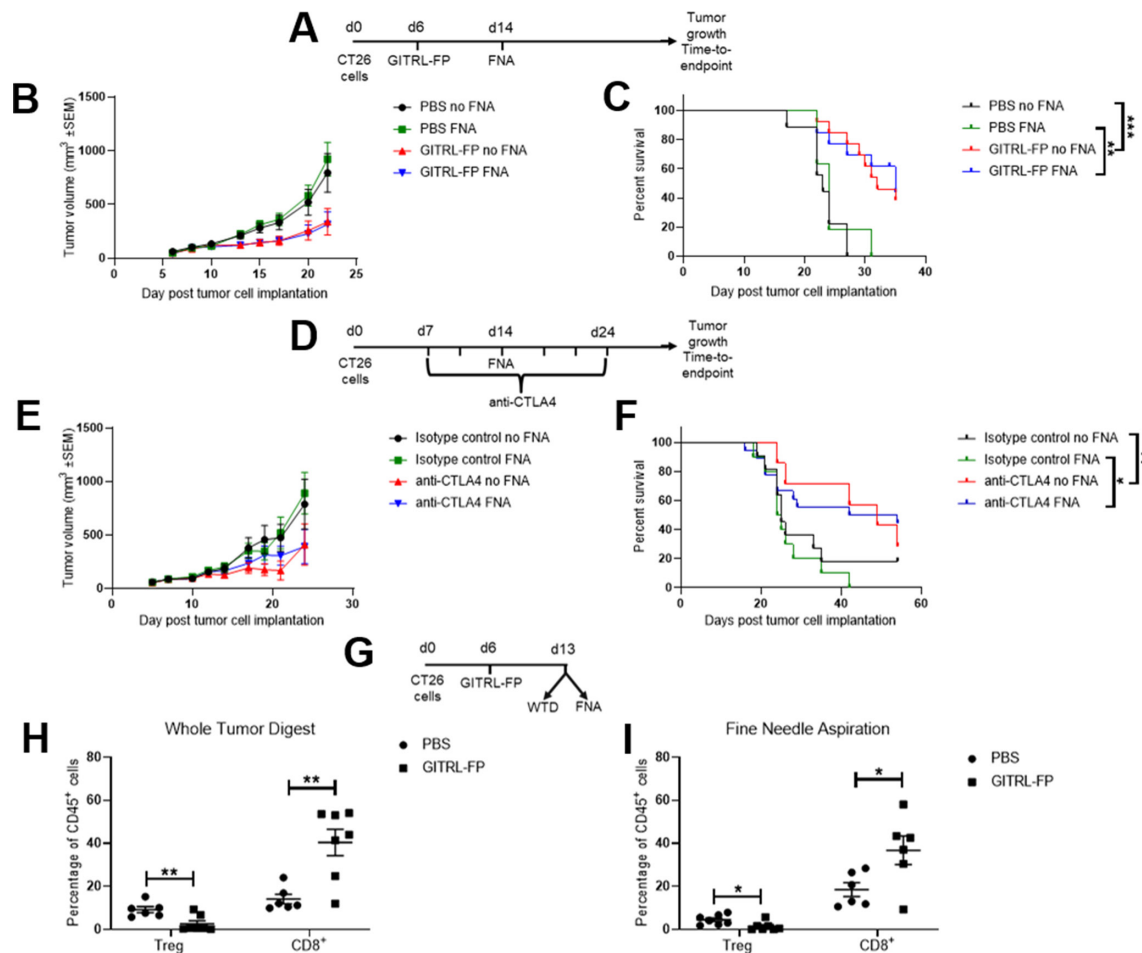 A
d0
d6
d14
CT26
cells
GITRL-FP
FNA
Tumor
growth
Time-to-
endpoint
B
Tumor volume (mm³ ±SEM)
1500
1000
500
0
0 5 10 15 20 25
Day post tumor cell implantation
PBS no FNA
PBS FNA
GITRL-FP no FNA
GITRL-FP FNA
C
Percent survival
100
80
60
40
20
0
0 10 20 30 40
Day post tumor cell implantation
PBS no FNA
PBS FNA
GITRL-FP no FNA
GITRL-FP FNA
**
***
D
d0
d7
d14
d24
CT26
cells
FNA
anti-CTLA4
Tumor
growth
Time-to-
endpoint
E
Tumor volume (mm³ ±SEM)
1500
1000
500
0
0 10 20 30
Day post tumor cell implantation
Isotype control no FNA
Isotype control FNA
anti-CTLA4 no FNA
anti-CTLA4 FNA
F
Percent survival
100
80
60
40
20
0
0 20 40 60
Days post tumor cell implantation
Isotype control no FNA
Isotype control FNA
anti-CTLA4 no FNA
anti-CTLA4 FNA
*
G
d0
d6
d13
CT26
cells
GITRL-FP
WTD
FNA
H
Whole Tumor Digest
Percentage of CD45⁺ cells
80
60
40
20
0
**
**
Treg
CD8⁺
PBS
GITRL-FP
I
Fine Needle Aspiration
Percentage of CD45⁺ cells
80
60
40
20
0
*
*
Treg
CD8⁺
PBS
GITRL-FP